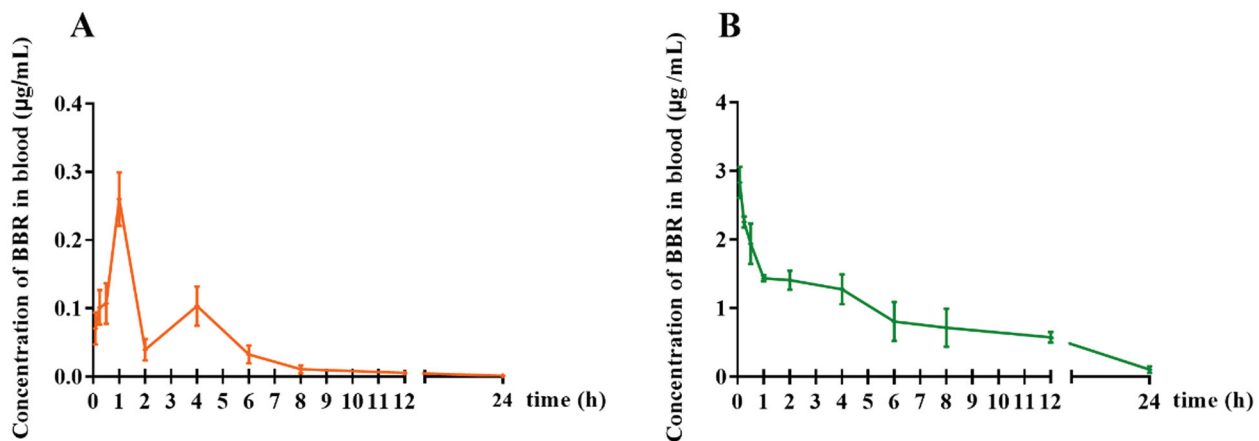 A
Concentration of BBR in blood (μg/mL)
0.4
0.3
0.2
0.1
0.0
0 1 2 3 4 5 6 7 8 9 10 11 12 24 time (h)
B
Concentration of BBR in blood (μg /mL)
4
3
2
1
0
0 1 2 3 4 5 6 7 8 9 10 11 12 24 time (h)